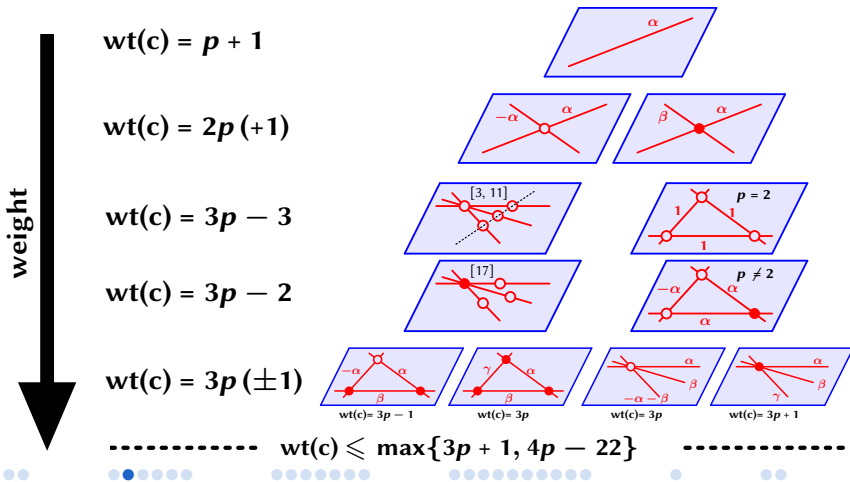 wt(c) = p + 1
α
wt(c) = 2p (+1)
−α α
β α
weight
wt(c) = 3p − 3
[3, 11]
p = 2
1 1
1
wt(c) = 3p − 2
[17]
p ≠ 2
−α α
α
wt(c) = 3p (±1)
−α α
β
γ α
β
α
β
−α − β
α
β
γ
wt(c)= 3p − 1
wt(c)= 3p
wt(c)= 3p
wt(c)= 3p + 1
wt(c) ⩽ max{3p + 1, 4p − 22}